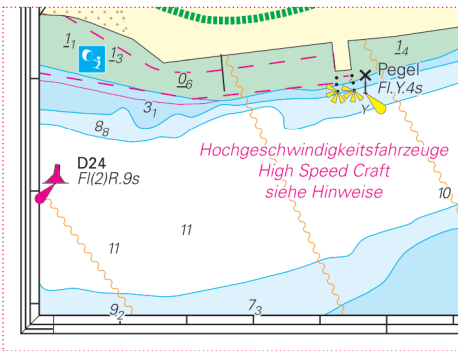 1₁
1₃
0₆
1₄
Pegel
Fl.Y.4s
Y
3₁
8₈
Hochgeschwindigkeitsfahrzeuge
High Speed Craft
siehe Hinweise
D24
Fl(2)R.9s
10
11
11
9₂
7₃